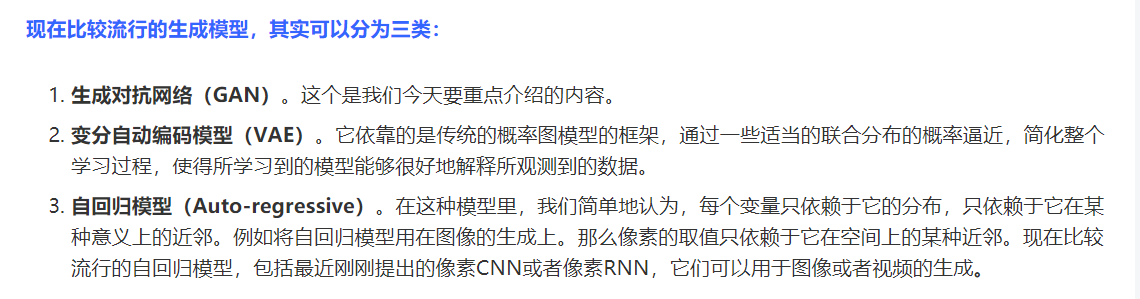 现在比较流行的生成模型，其实可以分为三类：
1. 生成对抗网络（GAN）。这个是我们今天要重点介绍的内容。
2. 变分自动编码模型（VAE）。它依靠的是传统的概率图模型的框架，通过一些适当的联合分布的概率逼近，简化整个
学习过程，使得所学习到的模型能够很好地解释所观测到的数据。
3. 自回归模型（Auto-regressive）。在这种模型里，我们简单地认为，每个变量只依赖于它的分布，只依赖于它在某
种意义上的近邻。例如将自回归模型用在图像的生成上。那么像素的取值只依赖于它在空间上的某种近邻。现在比较
流行的自回归模型，包括最近刚刚提出的像素CNN或者像素RNN，它们可以用于图像或者视频的生成。